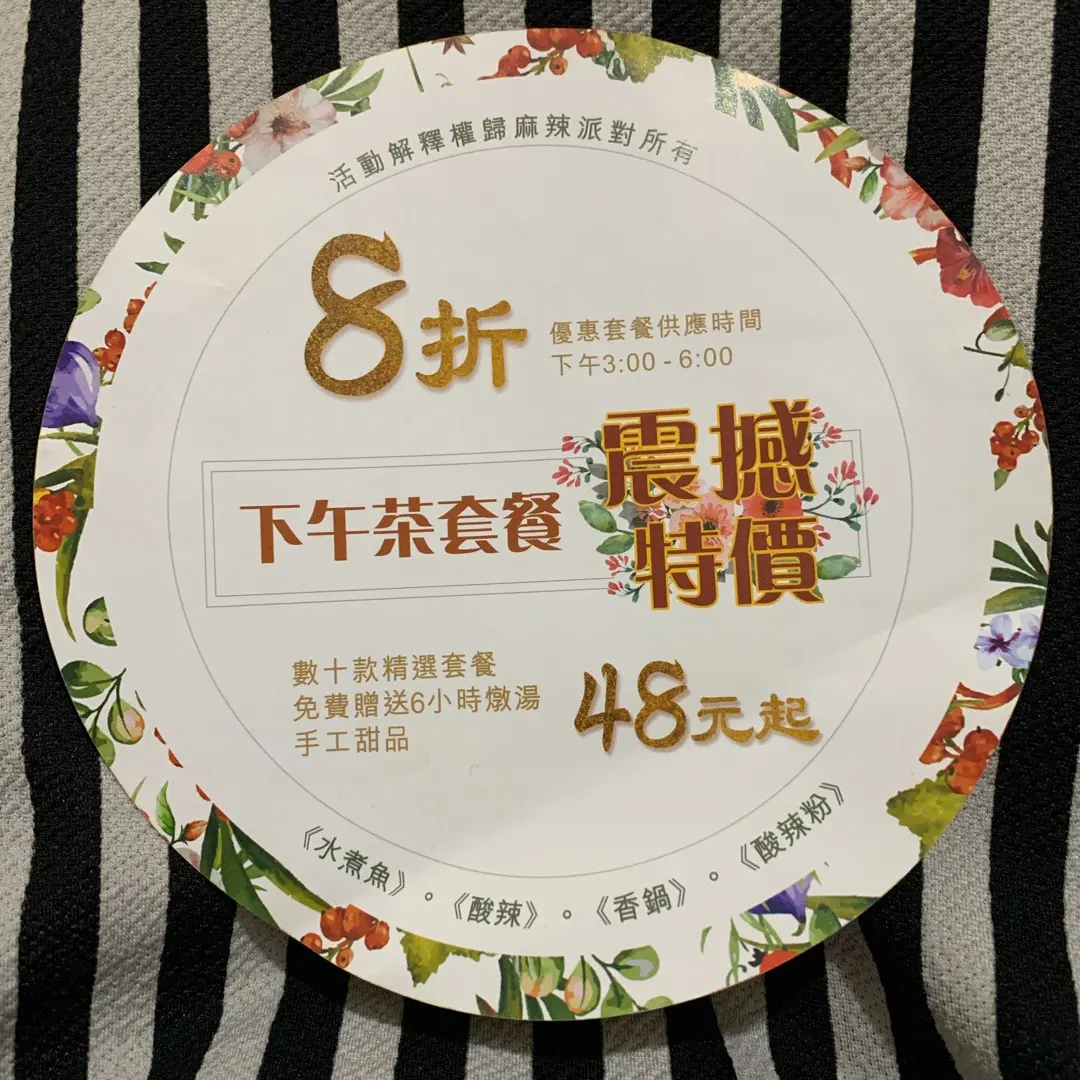 活動解釋權歸麻辣派對所有
8折
優惠套餐供應時間
下午3:00 - 6:00
下午茶套餐
震撼
特價
數十款精選套餐
免費贈送6小時燉湯
手工甜品
48元起
《水煮魚》。《酸辣》。《香鍋》。《酸辣粉》